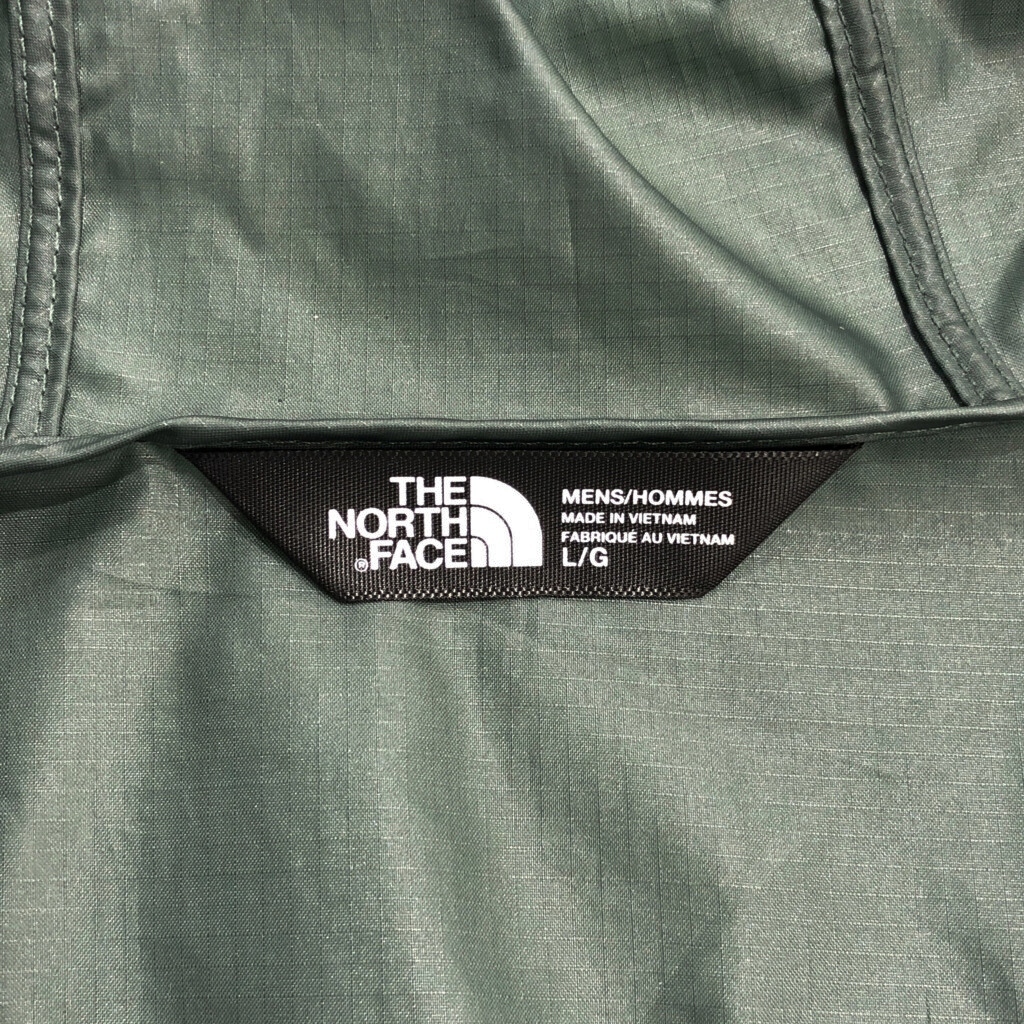 THE
NORTH
®FACE
MENS/HOMMES
MADE IN VIETNAM
FABRIQUÉ AU VIETNAM
L/G